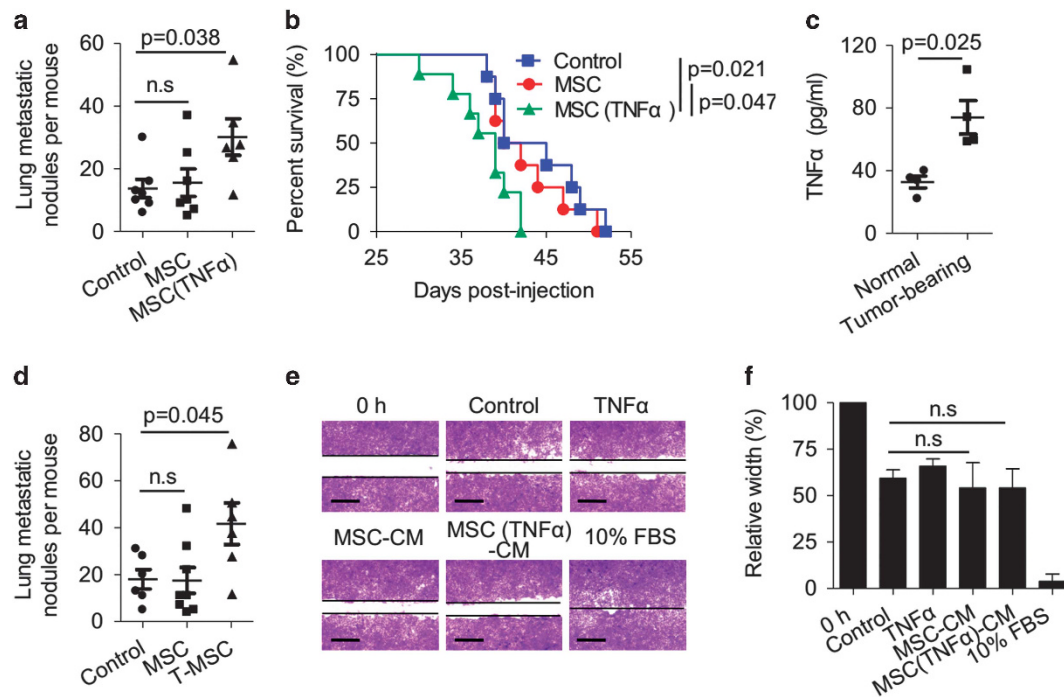 a
Lung metastatic
nodules per mouse
60
40
20
0
p=0.038
n.s
Control
MSC
MSC(TNFα)
b
Percent survival (%)
100
75
50
25
0
25
35
45
55
Days post-injection
Control
MSC
MSC (TNFα )
p=0.021
p=0.047
c
TNFα (pg/ml)
120
80
40
0
p=0.025
Normal
Tumor-bearing
d
Lung metastatic
nodules per mouse
80
60
40
20
0
p=0.045
n.s
Control
MSC
T-MSC
e
0 h
Control
TNFα
MSC-CM
MSC (TNFα)
-CM
10% FBS
f
Relative width (%)
100
75
50
25
0
n.s
n.s
0 h
Control
TNFα
MSC-CM
MSC(TNFα)-CM
10% FBS